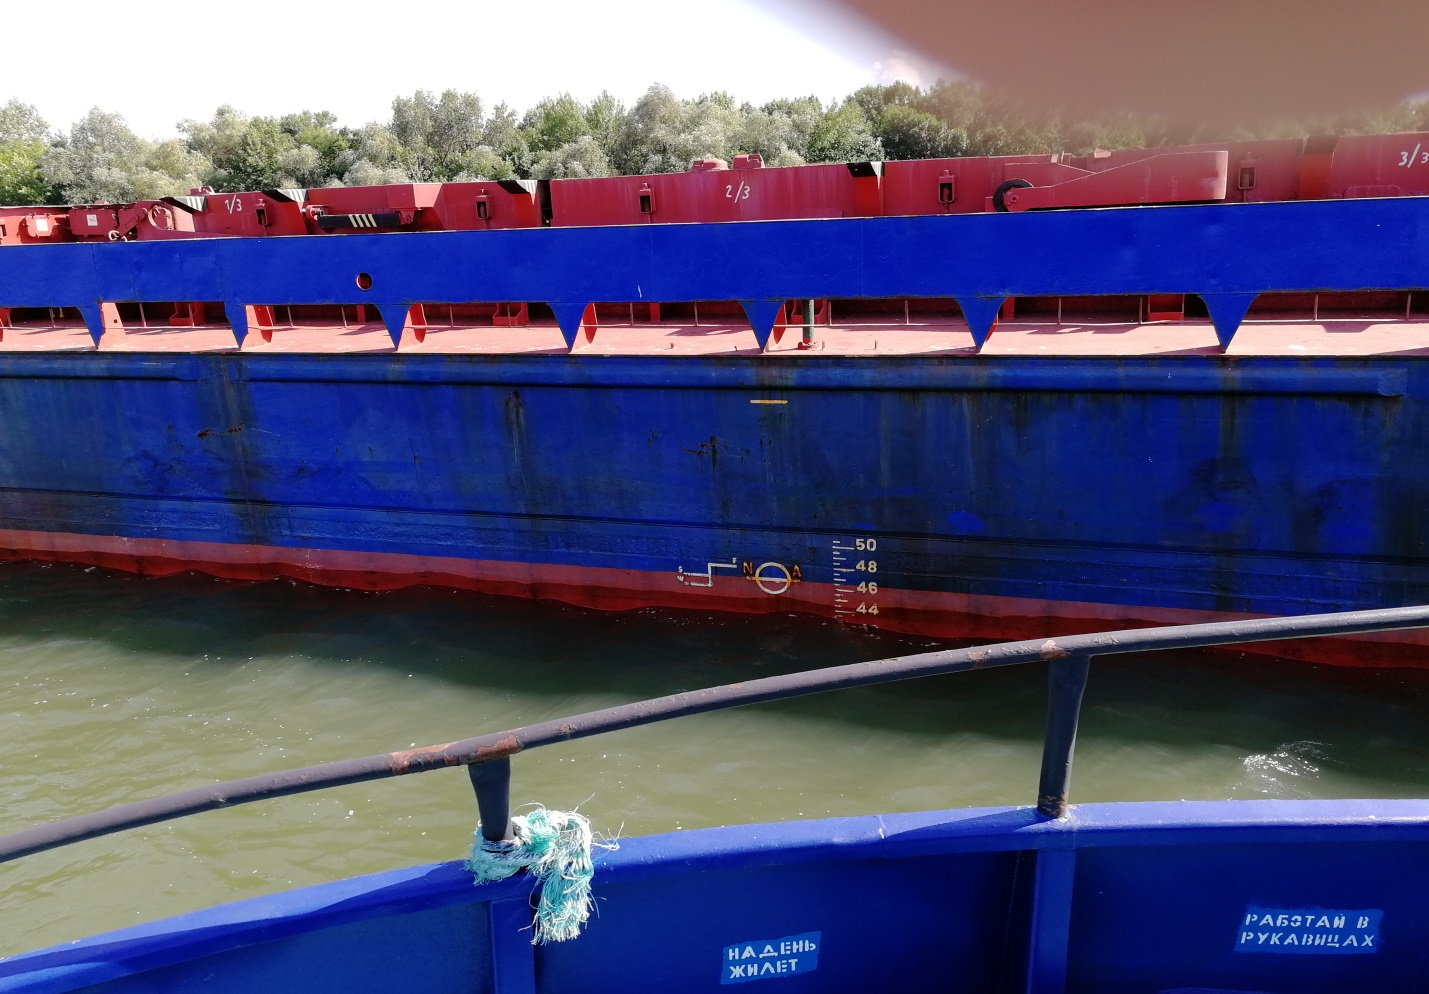 1/3
2/3
3/3
50
48
46
44
S
W
F
N A
НАДЕНЬ
ЖИЛЕТ
РАБОТАЙ В
РУКАВИЦАХ